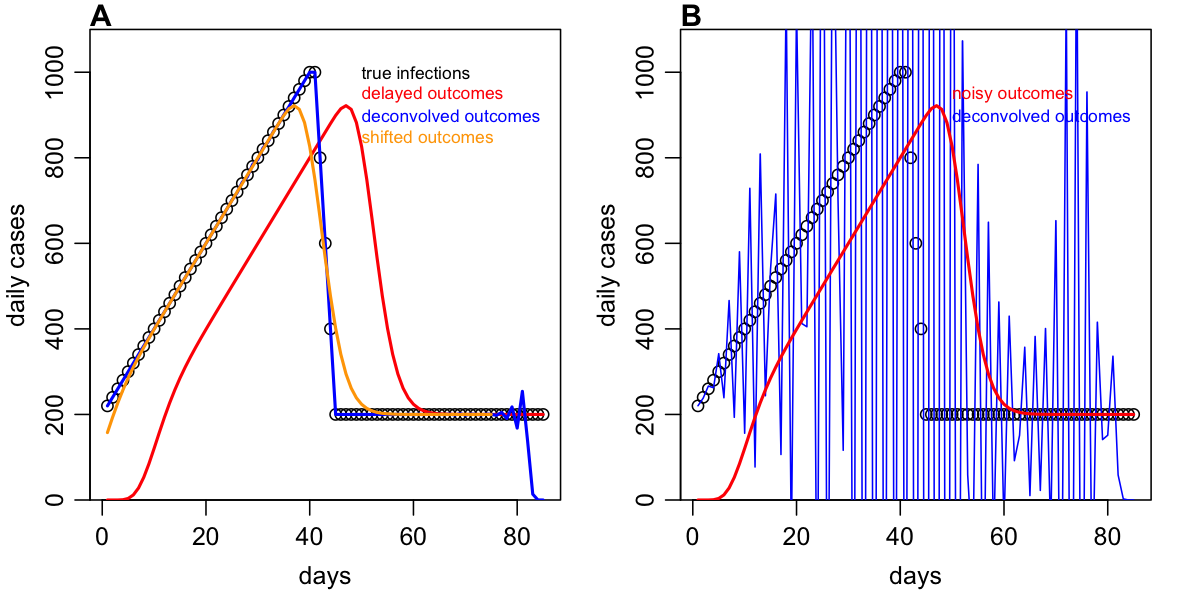 A
true infections
delayed outcomes
deconvolved outcomes
shifted outcomes
daily cases
0
200
400
600
800
1000
0
20
40
60
80
days
B
noisy outcomes
deconvolved outcomes
daily cases
0
200
400
600
800
1000
0
20
40
60
80
days